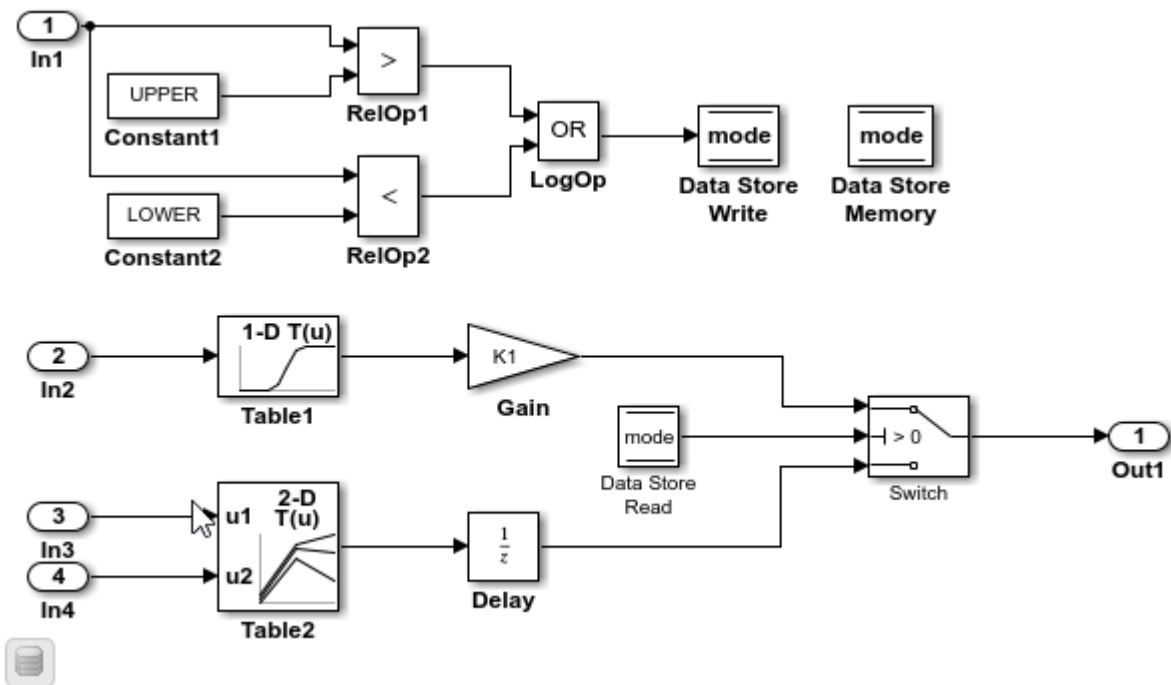 1
In1
UPPER
Constant1
>
RelOp1
LOWER
Constant2
<
RelOp2
OR
LogOp
mode
Data Store
Write
mode
Data Store
Memory
2
In2
1-D T(u)
Table1
K1
Gain
mode
Data Store
Read
> 0
Switch
1
Out1
3
In3
4
In4
u1
u2
2-D
T(u)
Table2
1
z
Delay